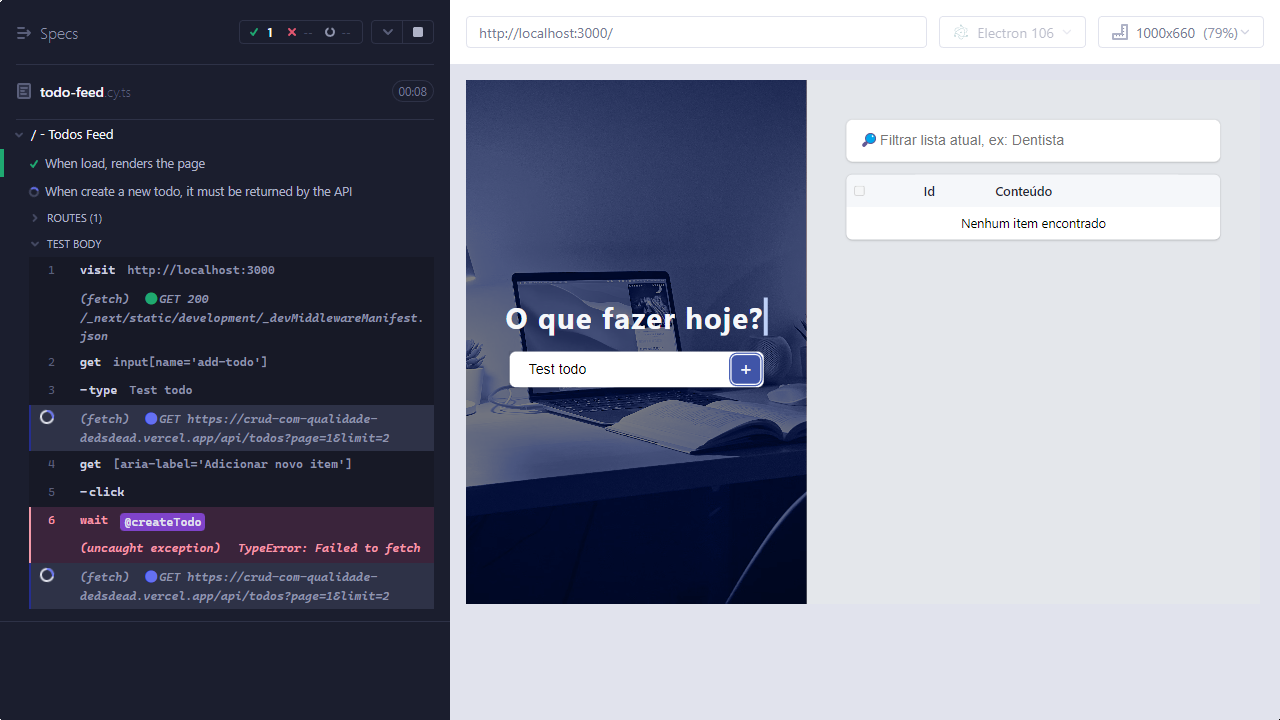 Specs
1 -- --
todo-feed.cy.ts
00:08
/ - Todos Feed
When load, renders the page
When create a new todo, it must be returned by the API
ROUTES (1)
TEST BODY
1 visit http://localhost:3000
(fetch) GET 200
/_next/static/development/_devMiddlewareManifest.
json
2 get input[name='add-todo']
3 -type Test todo
(fetch) GET https://crud-com-qualidade-
dedsdead.vercel.app/api/todos?page=1&limit=2
4 get [aria-label='Adicionar novo item']
5 -click
6 wait @createTodo
(uncaught exception) TypeError: Failed to fetch
(fetch) GET https://crud-com-qualidade-
dedsdead.vercel.app/api/todos?page=1&limit=2
http://localhost:3000/
Electron 106
1000x660 (79%)
O que fazer hoje?
Test todo
+
🔎 Filtrar lista atual, ex: Dentista
Id Conteúdo
Nenhum item encontrado